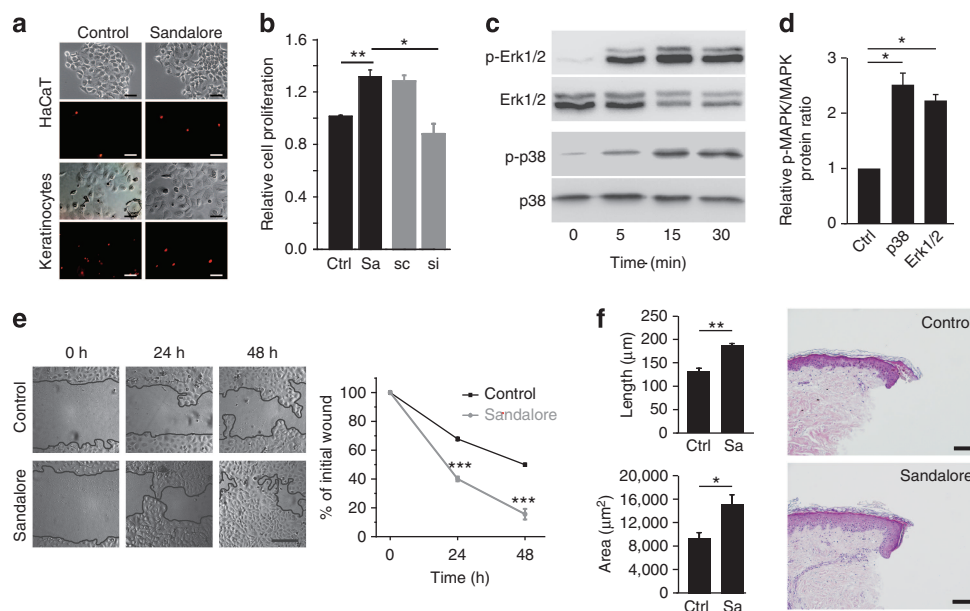 a
Control
Sandalore
HaCaT
Keratinocytes
b
Relative cell proliferation
1.6
1.2
0.8
0.4
0.0
**
*
Ctrl
Sa
sc
si
c
p-Erk1/2
Erk1/2
p-p38
p38
0
5
15
30
Time (min)
d
Relative p-MAPK/MAPK
protein ratio
3
2
1
0
*
*
Ctrl
p38
Erk1/2
e
0 h
24 h
48 h
Control
Sandalore
% of initial wound
100
80
60
40
20
0
Control
Sandalore
***
***
0
24
48
Time (h)
f
Length (µm)
250
200
150
100
50
0
**
Ctrl
Sa
Area (µm²)
20,000
16,000
12,000
8,000
4,000
0
*
Ctrl
Sa
Control
Sandalore